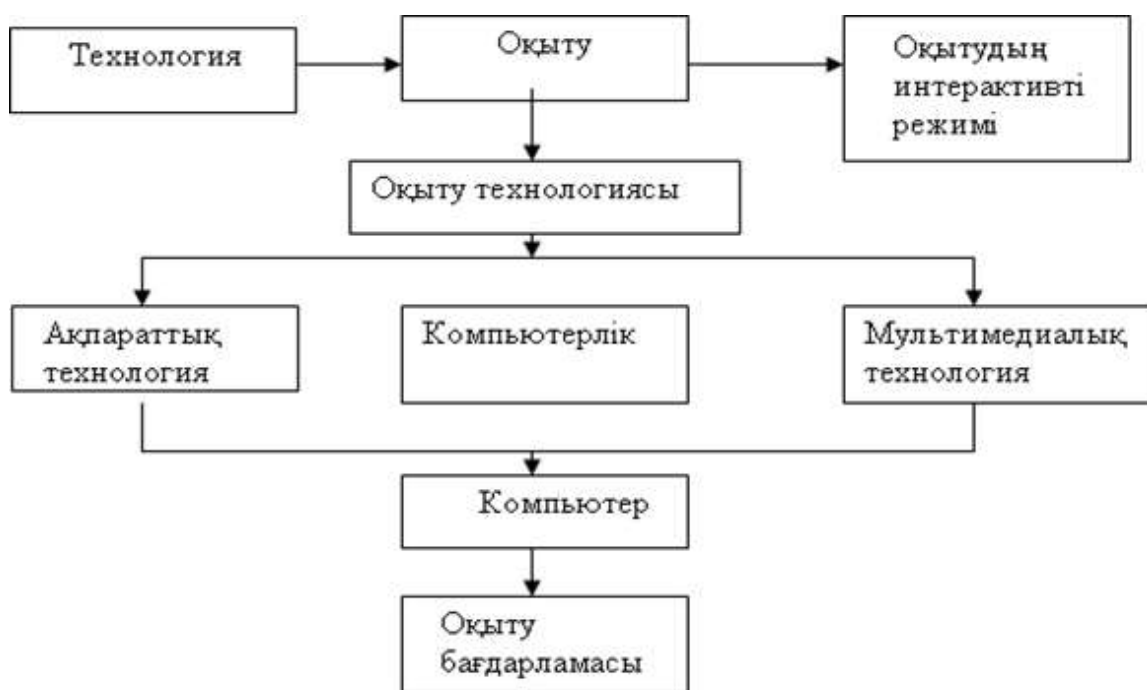 Технология
Оқыту
Оқытудың
интерактивті
режимі
Оқыту технологиясы
Ақпараттық
технология
Компьютерлік
Мультимедиалық
технология
Компьютер
Оқыту
бағдарламасы